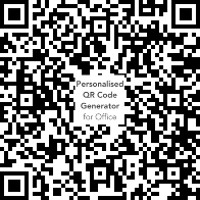 Personalised
QR Code
Generator
for Office